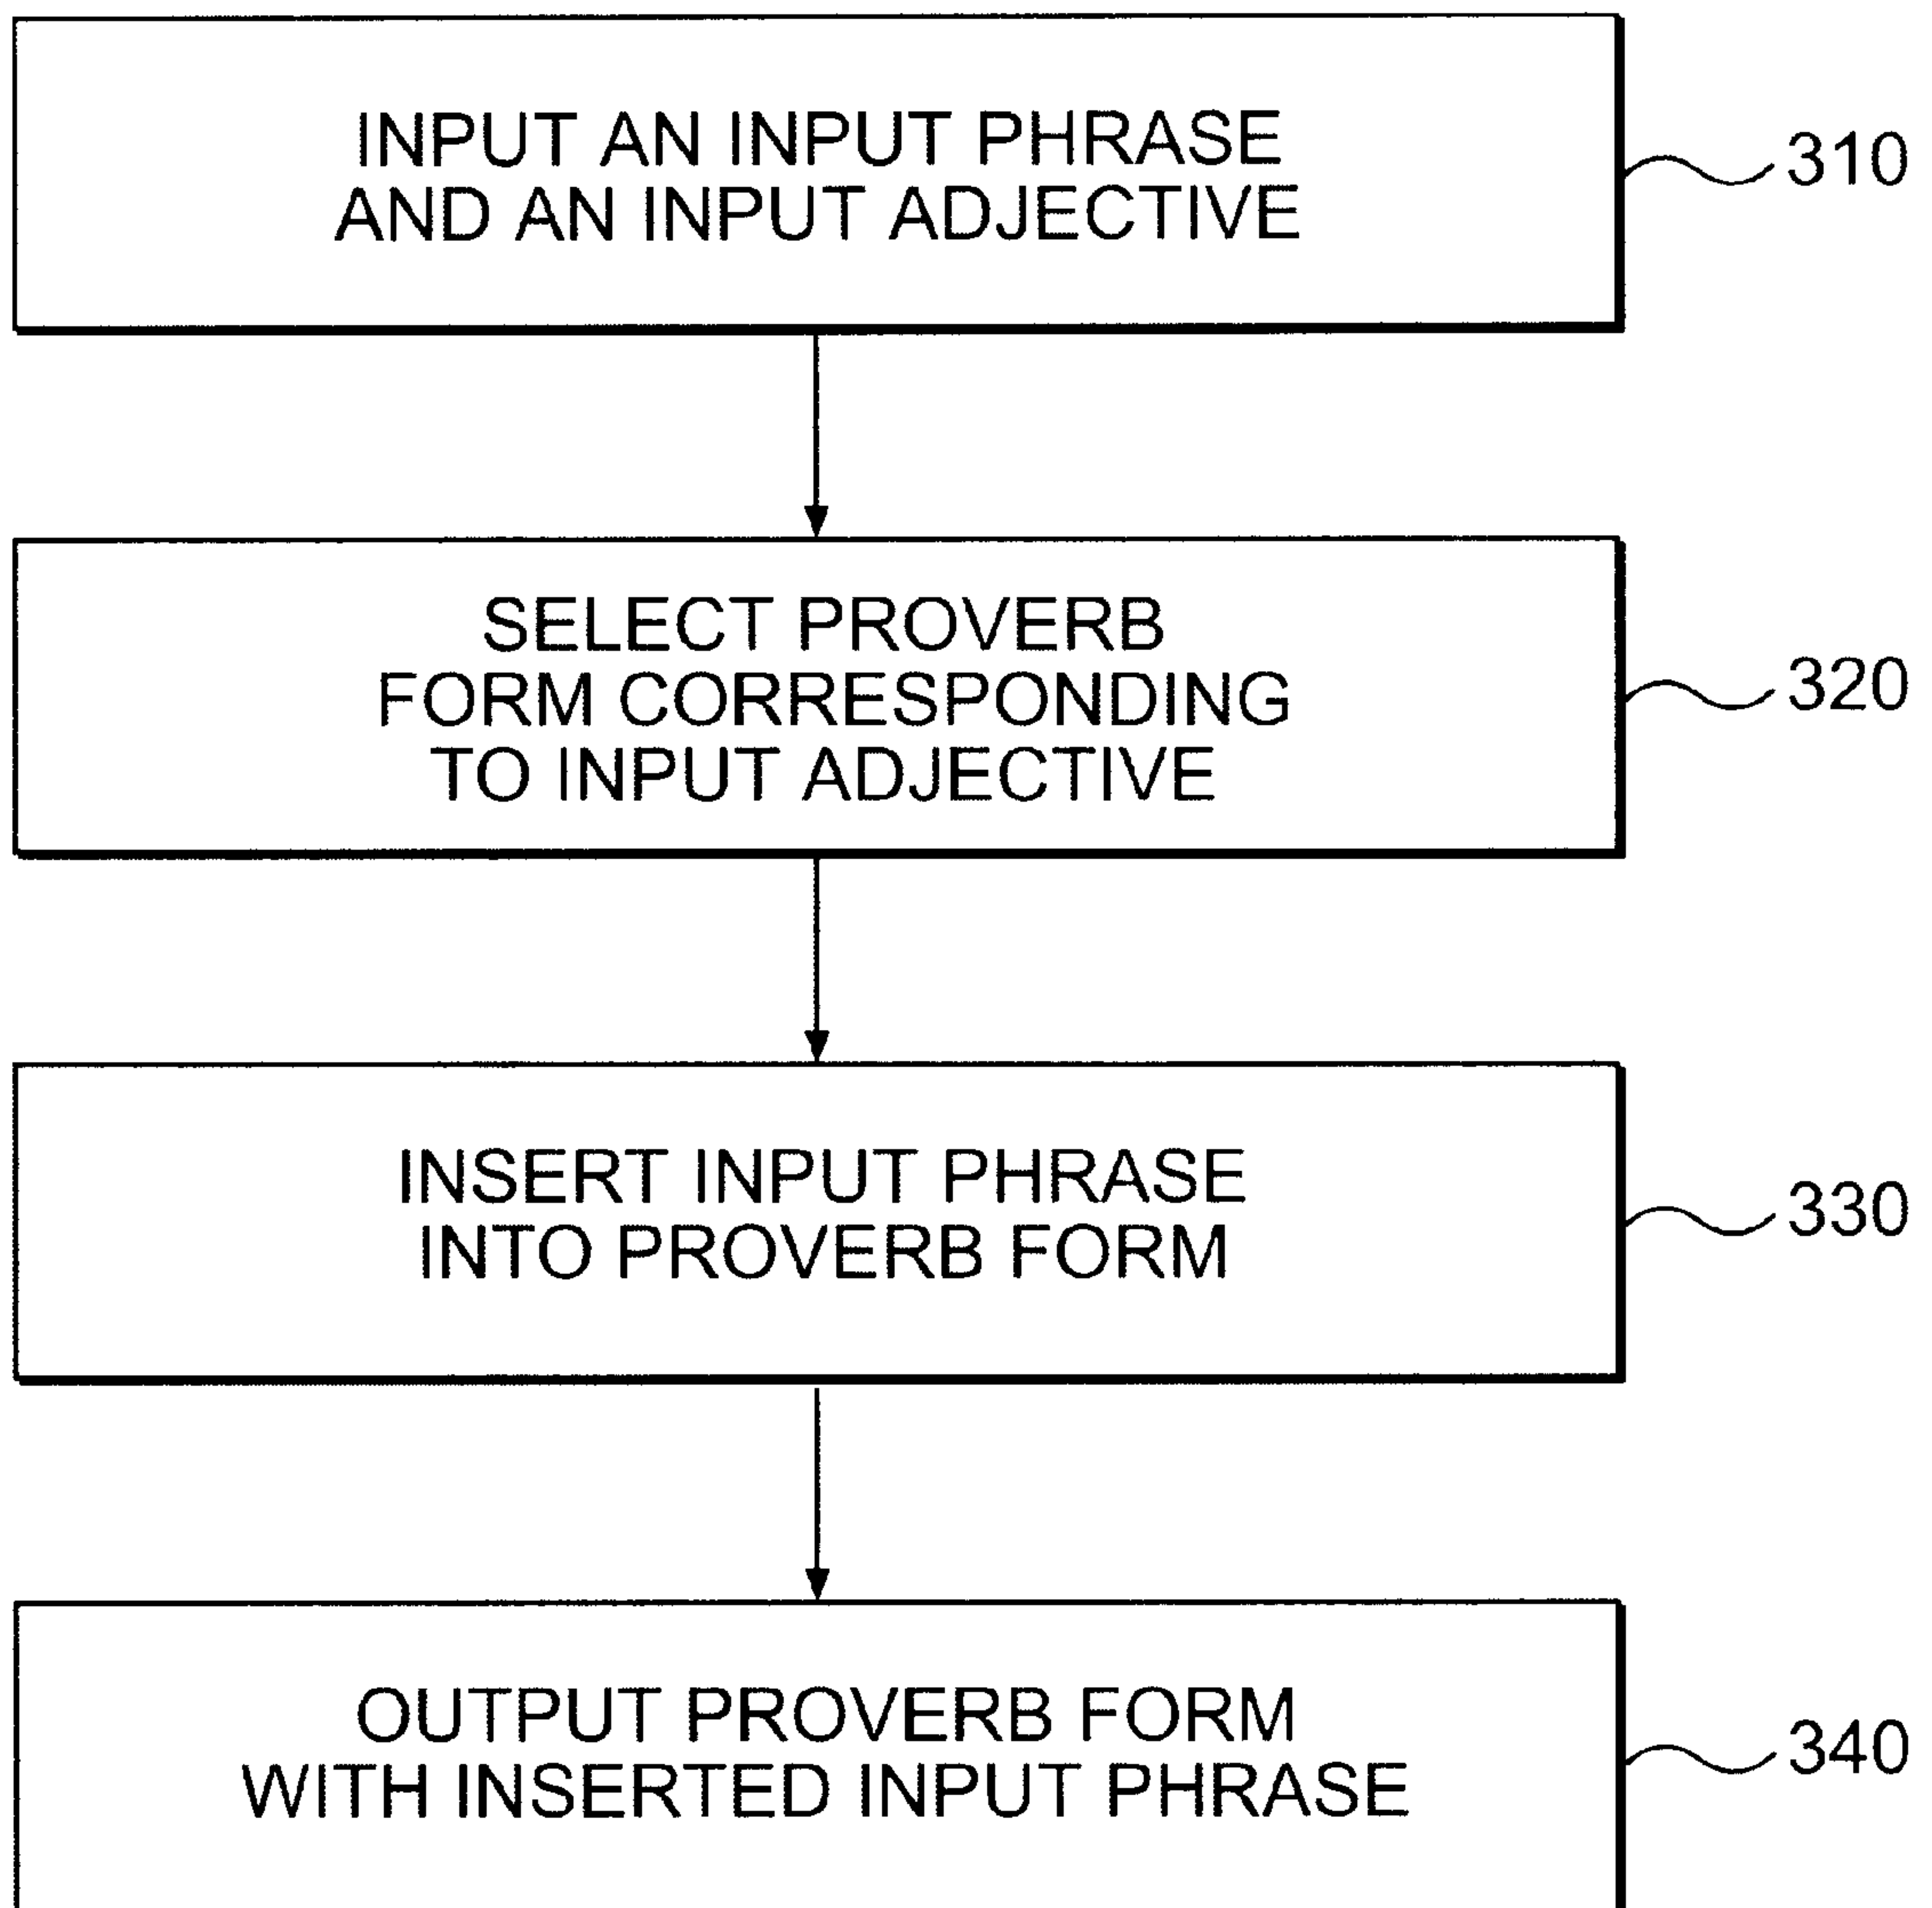 INPUT AN INPUT PHRASE
AND AN INPUT ADJECTIVE
310
SELECT PROVERB
FORM CORRESPONDING
TO INPUT ADJECTIVE
320
INSERT INPUT PHRASE
INTO PROVERB FORM
330
OUTPUT PROVERB FORM
WITH INSERTED INPUT PHRASE
340